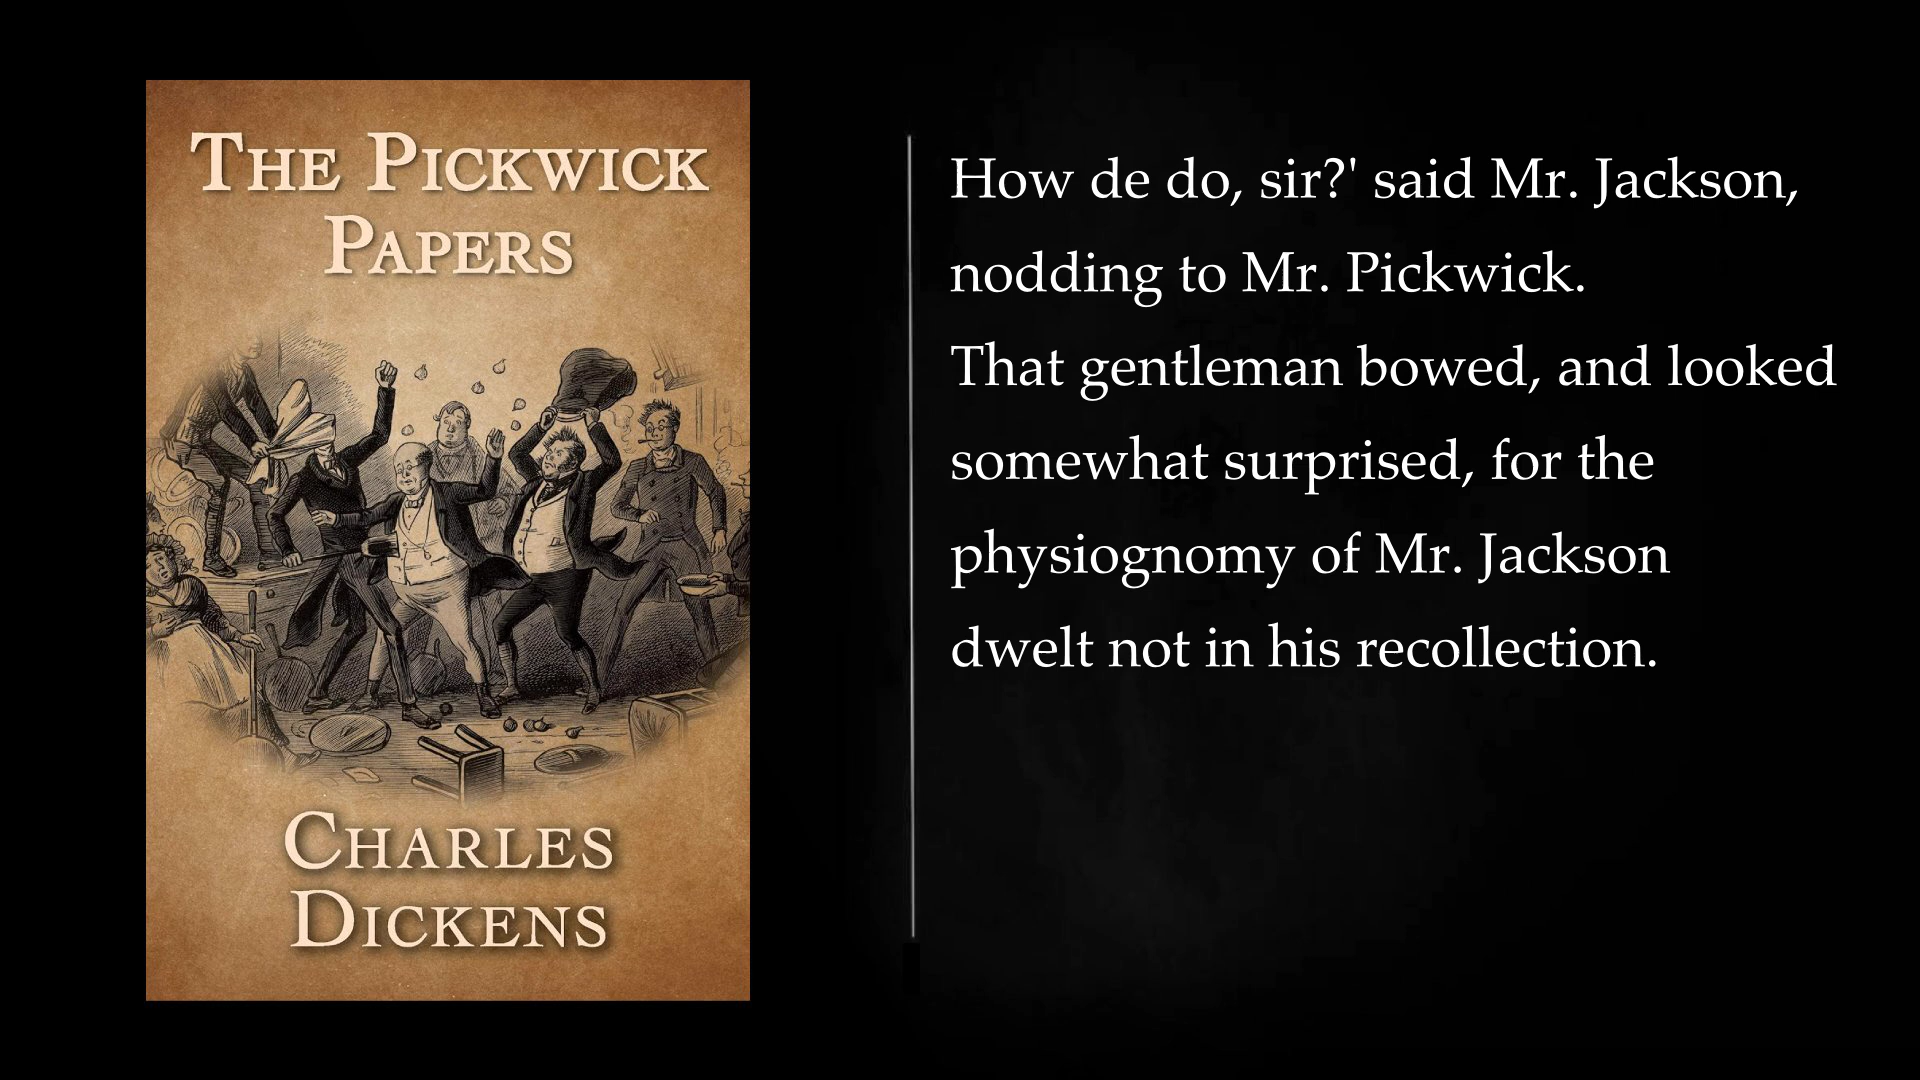 The Pickwick
Papers
Charles
Dickens
How de do, sir?' said Mr. Jackson,
nodding to Mr. Pickwick.
That gentleman bowed, and looked
somewhat surprised, for the
physiognomy of Mr. Jackson
dwelt not in his recollection.